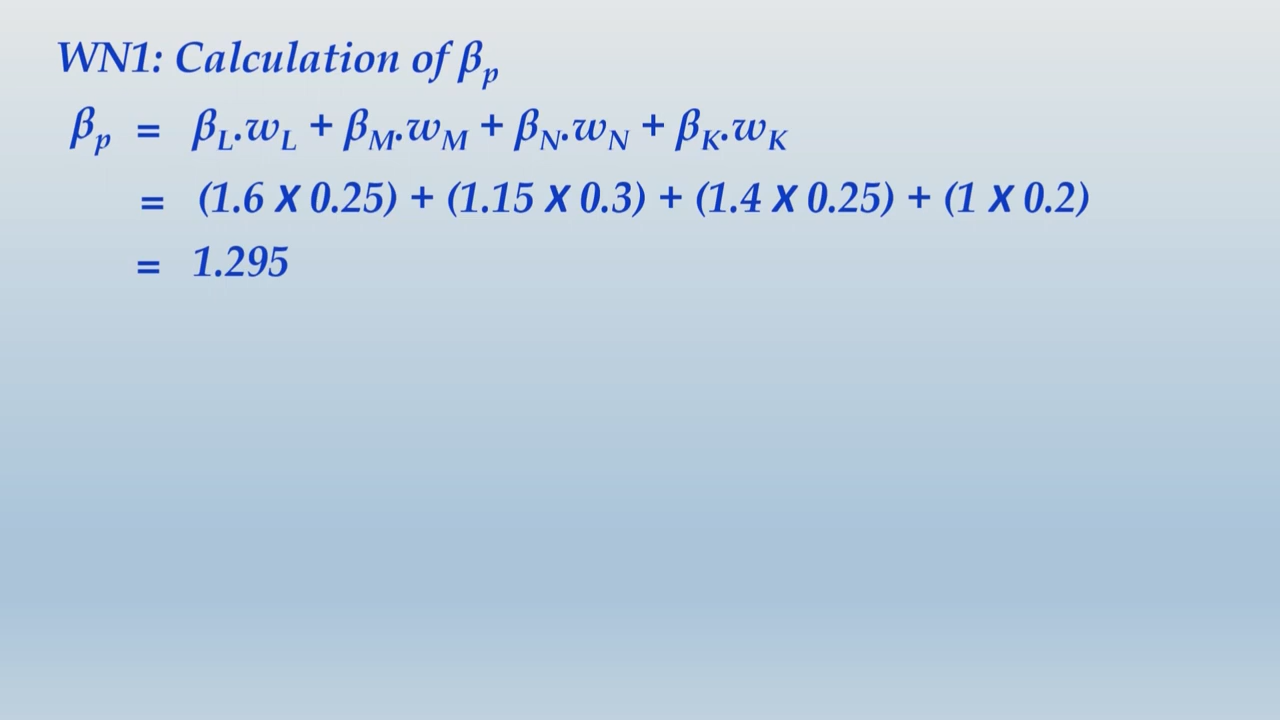 WN1: Calculation of βp
βp = βL.wL + βM.wM + βN.wN + βK.wK
= (1.6 X 0.25) + (1.15 X 0.3) + (1.4 X 0.25) + (1 X 0.2)
= 1.295